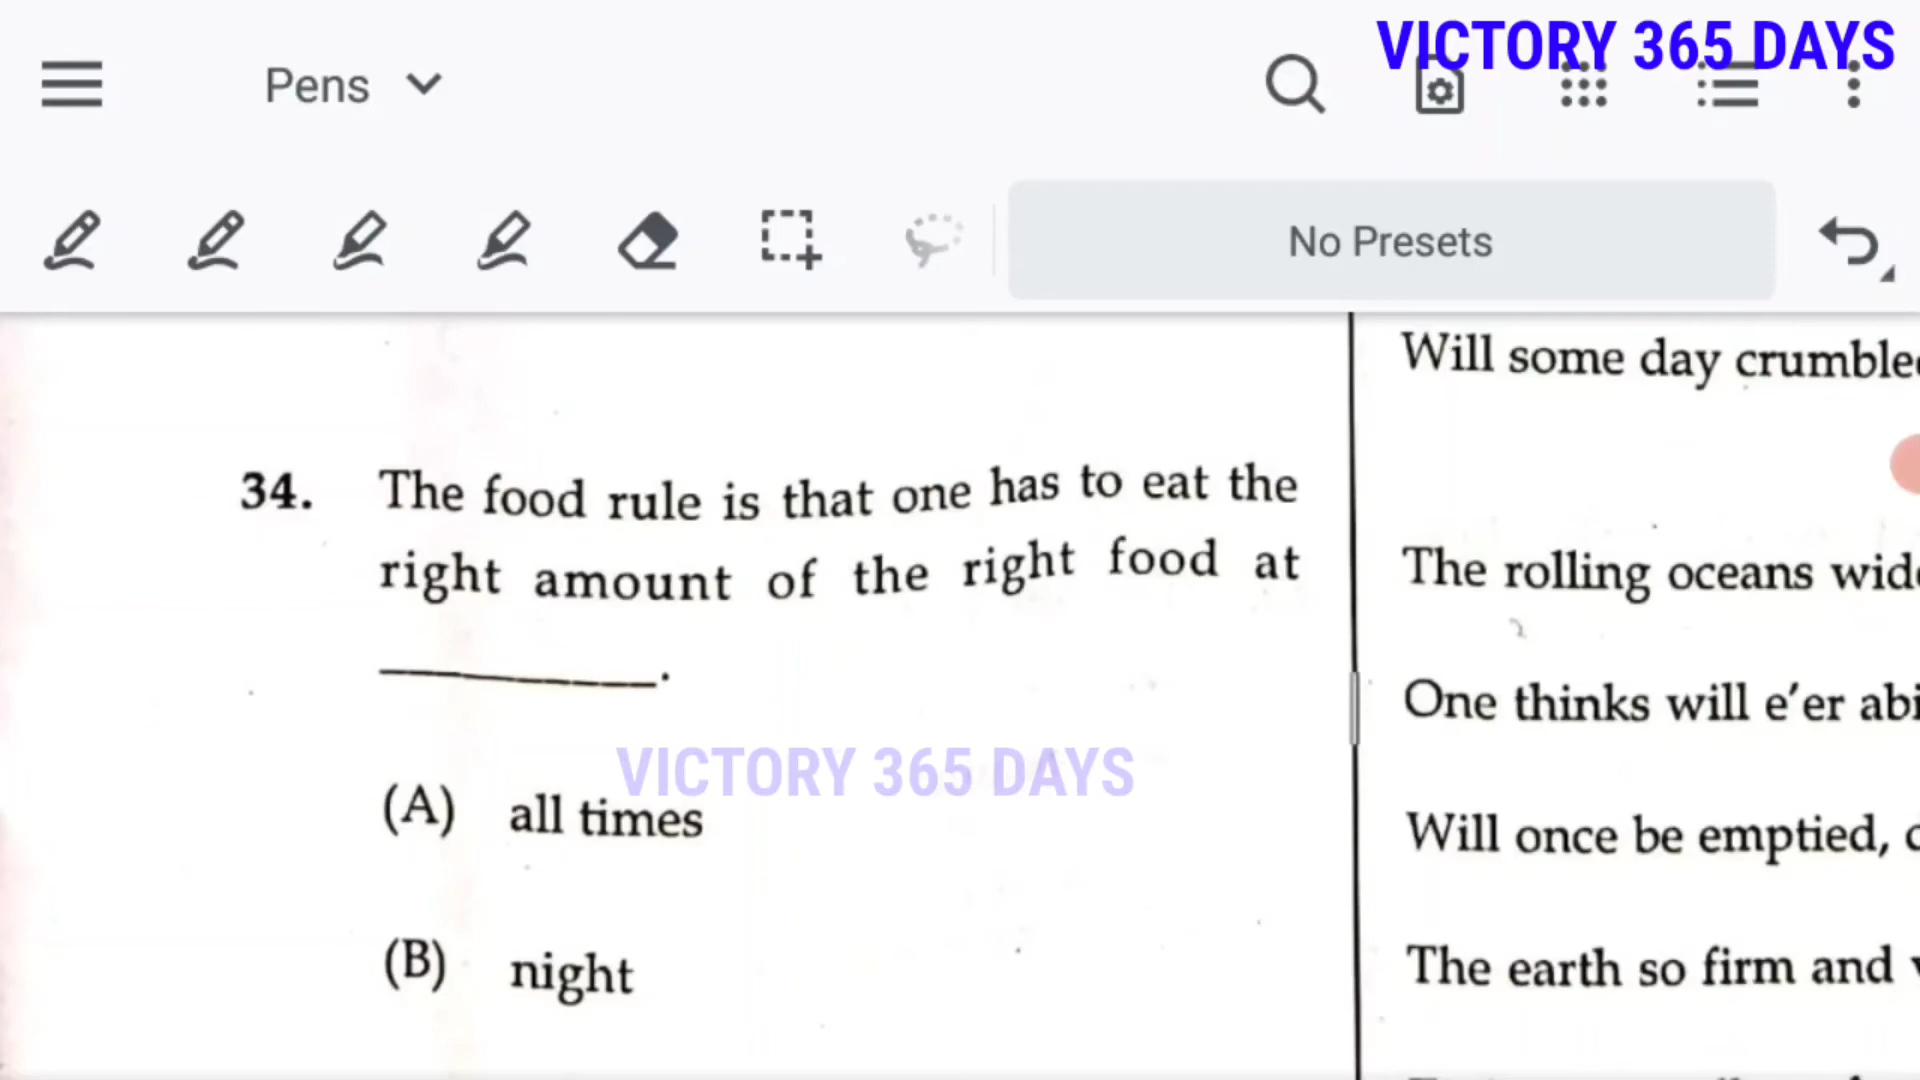 VICTORY 365 DAYS
Pens
No Presets
34. The food rule is that one has to eat the
right amount of the right food at
__________.
VICTORY 365 DAYS
(A) all times
(B) night
Will some day crumble
The rolling oceans wid
One thinks will e'er abi
Will once be emptied,
The earth so firm and